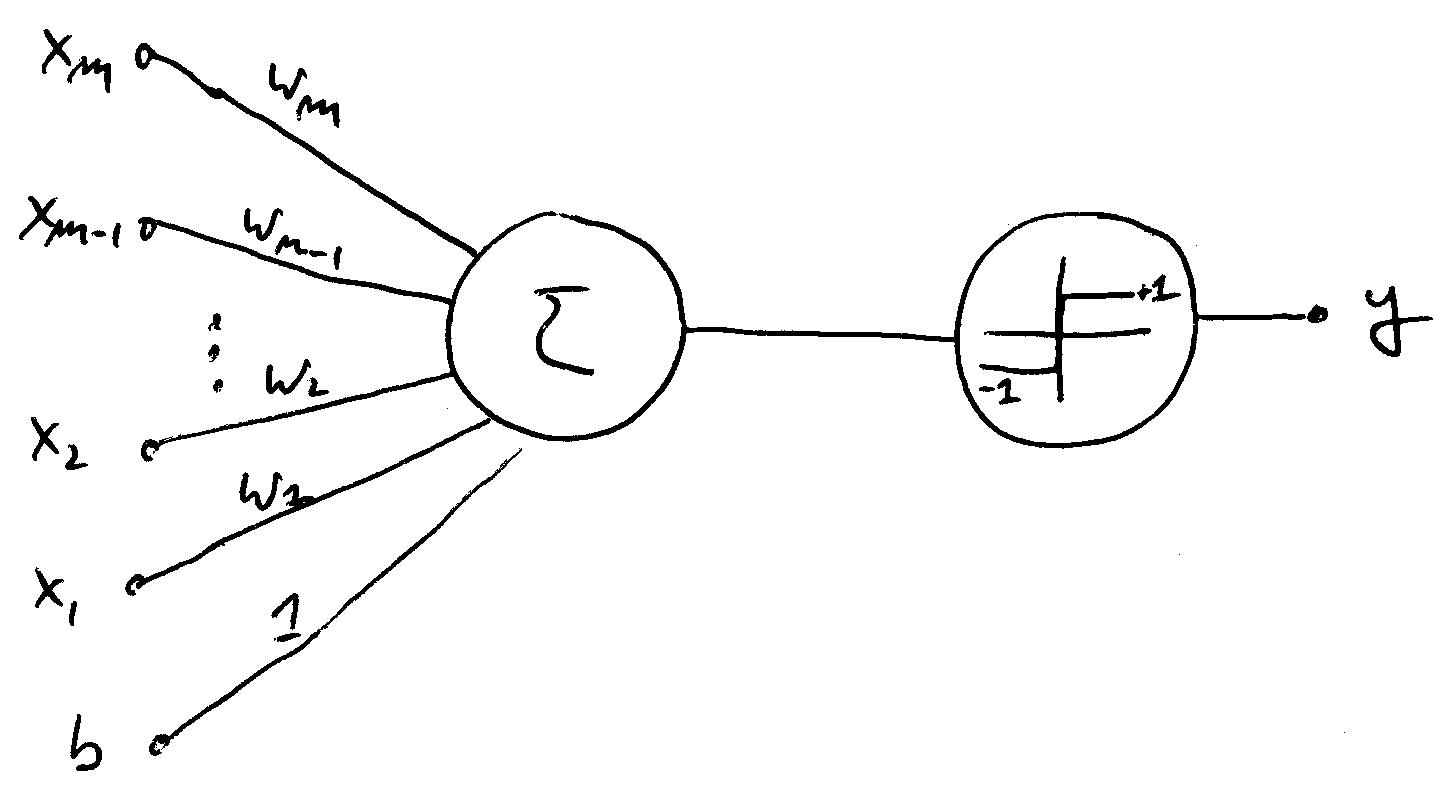 x_m
w_m
x_{m-1}
w_{m-1}
⋮
w_2
x_2
w_1
x_1
1
b
Σ
+1
-1
y